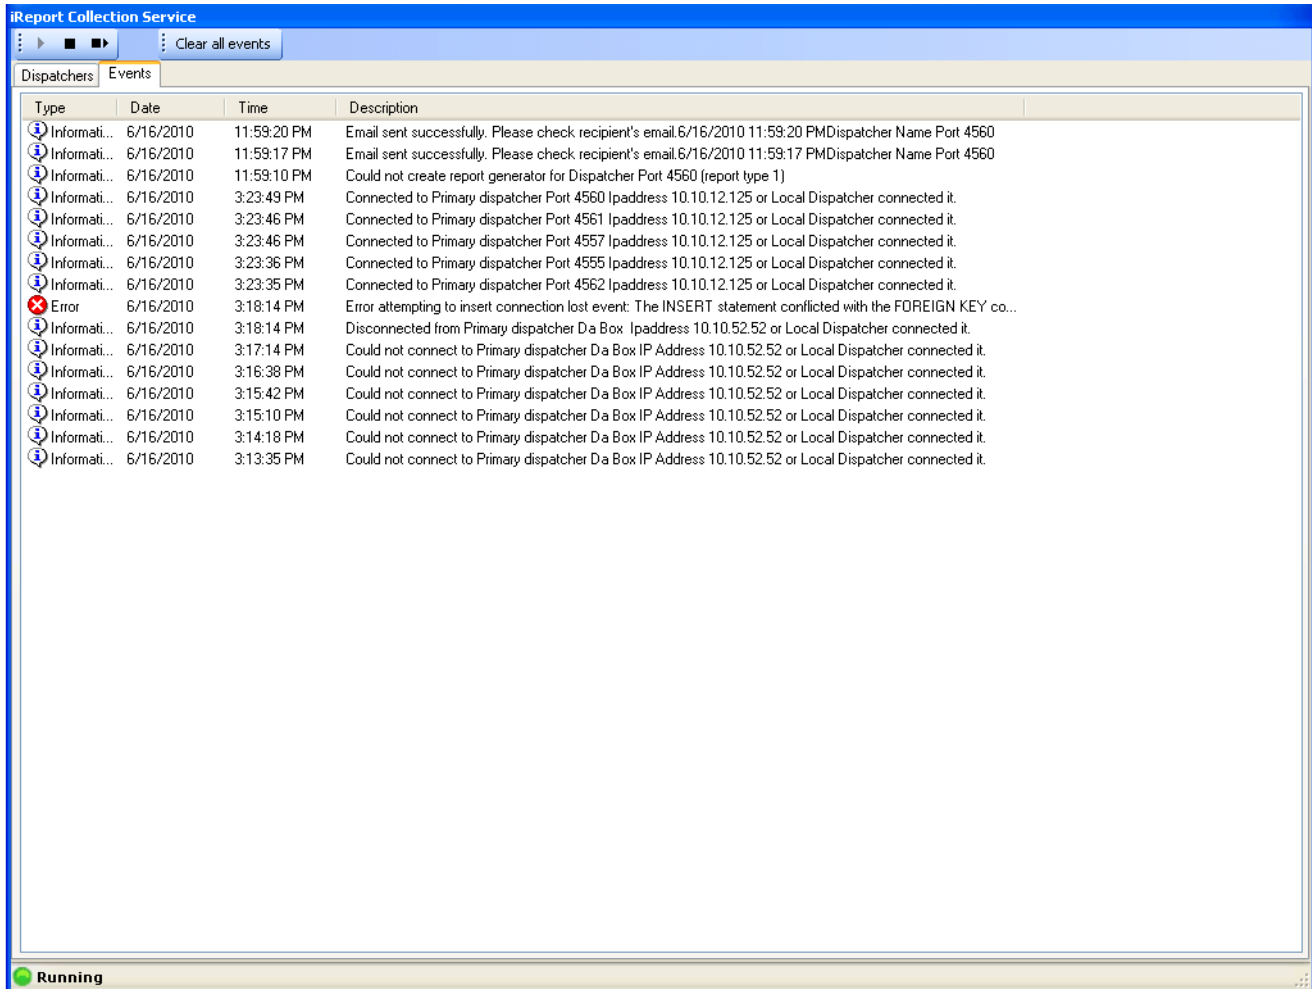 iReport Collection Service
Clear all events
Dispatchers Events
Type Date Time Description
Informati... 6/16/2010 11:59:20 PM Email sent successfully. Please check recipient's email.6/16/2010 11:59:20 PMDispatcher Name Port 4560
Informati... 6/16/2010 11:59:17 PM Email sent successfully. Please check recipient's email.6/16/2010 11:59:17 PMDispatcher Name Port 4560
Informati... 6/16/2010 11:59:10 PM Could not create report generator for Dispatcher Port 4560 (report type 1)
Informati... 6/16/2010 3:23:49 PM Connected to Primary dispatcher Port 4560 Ipaddress 10.10.12.125 or Local Dispatcher connected it.
Informati... 6/16/2010 3:23:46 PM Connected to Primary dispatcher Port 4561 Ipaddress 10.10.12.125 or Local Dispatcher connected it.
Informati... 6/16/2010 3:23:46 PM Connected to Primary dispatcher Port 4557 Ipaddress 10.10.12.125 or Local Dispatcher connected it.
Informati... 6/16/2010 3:23:36 PM Connected to Primary dispatcher Port 4555 Ipaddress 10.10.12.125 or Local Dispatcher connected it.
Informati... 6/16/2010 3:23:35 PM Connected to Primary dispatcher Port 4562 Ipaddress 10.10.12.125 or Local Dispatcher connected it.
Error 6/16/2010 3:18:14 PM Error attempting to insert connection lost event: The INSERT statement conflicted with the FOREIGN KEY co...
Informati... 6/16/2010 3:18:14 PM Disconnected from Primary dispatcher Da Box Ipaddress 10.10.52.52 or Local Dispatcher connected it.
Informati... 6/16/2010 3:17:14 PM Could not connect to Primary dispatcher Da Box IP Address 10.10.52.52 or Local Dispatcher connected it.
Informati... 6/16/2010 3:16:38 PM Could not connect to Primary dispatcher Da Box IP Address 10.10.52.52 or Local Dispatcher connected it.
Informati... 6/16/2010 3:15:42 PM Could not connect to Primary dispatcher Da Box IP Address 10.10.52.52 or Local Dispatcher connected it.
Informati... 6/16/2010 3:15:10 PM Could not connect to Primary dispatcher Da Box IP Address 10.10.52.52 or Local Dispatcher connected it.
Informati... 6/16/2010 3:14:18 PM Could not connect to Primary dispatcher Da Box IP Address 10.10.52.52 or Local Dispatcher connected it.
Informati... 6/16/2010 3:13:35 PM Could not connect to Primary dispatcher Da Box IP Address 10.10.52.52 or Local Dispatcher connected it.
Running